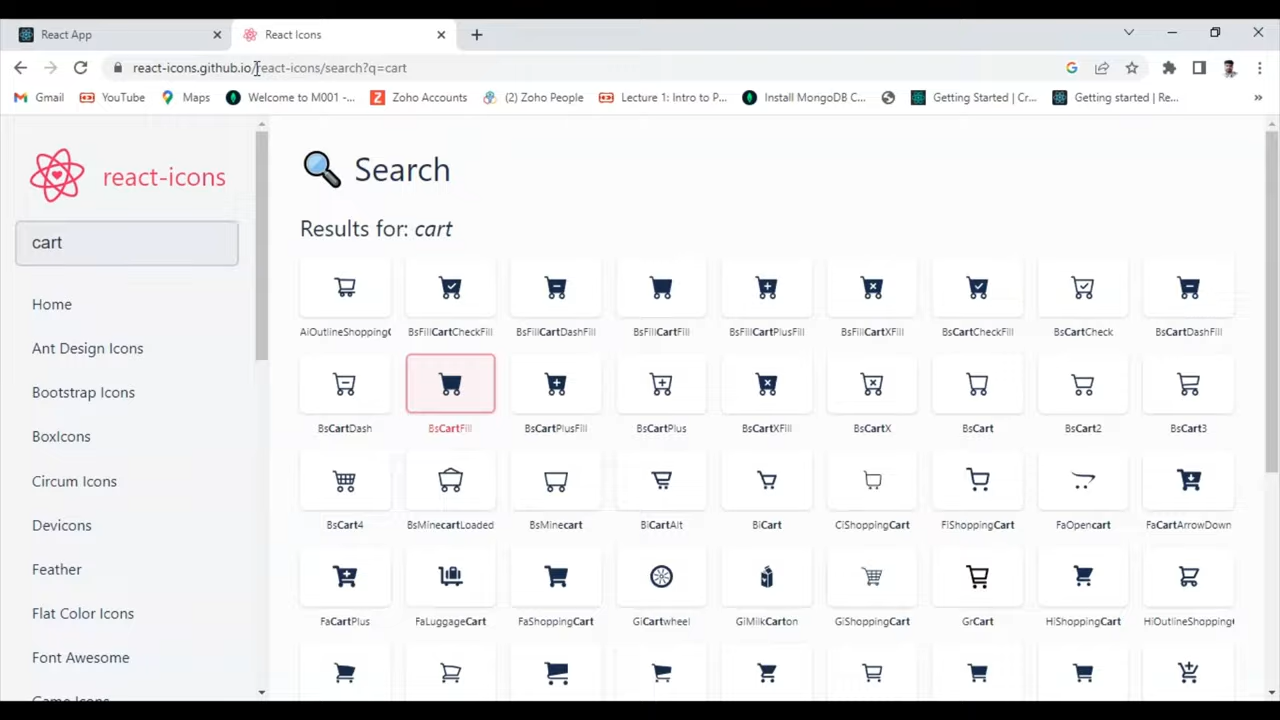 React App
React Icons
react-icons.github.io/react-icons/search?q=cart
Gmail
YouTube
Maps
Welcome to M001 -...
Zoho Accounts
(2) Zoho People
Lecture 1: Intro to P...
Install MongoDB C...
Getting Started | Cr...
Getting started | Re...
»
react-icons
cart
Home
Ant Design Icons
Bootstrap Icons
BoxIcons
Circum Icons
Devicons
Feather
Flat Color Icons
Font Awesome
Search
Results for: cart
AiOutlineShopping
BsFillCartCheckFill
BsFillCartDashFill
BsFillCartFill
BsFillCartPlusFill
BsFillCartXFill
BsCartCheckFill
BsCartCheck
BsCartDashFill
BsCartDash
BsCartFill
BsCartPlusFill
BsCartPlus
BsCartXFill
BsCartX
BsCart
BsCart2
BsCart3
BsCart4
BsMinecartLoaded
BsMinecart
BiCartAlt
BiCart
CiShoppingCart
FiShoppingCart
FaOpencart
FaCartArrowDown
FaCartPlus
FaLuggageCart
FaShoppingCart
GiCartwheel
GiMilkCarton
GiShoppingCart
GrCart
HiShoppingCart
HiOutlineShopping